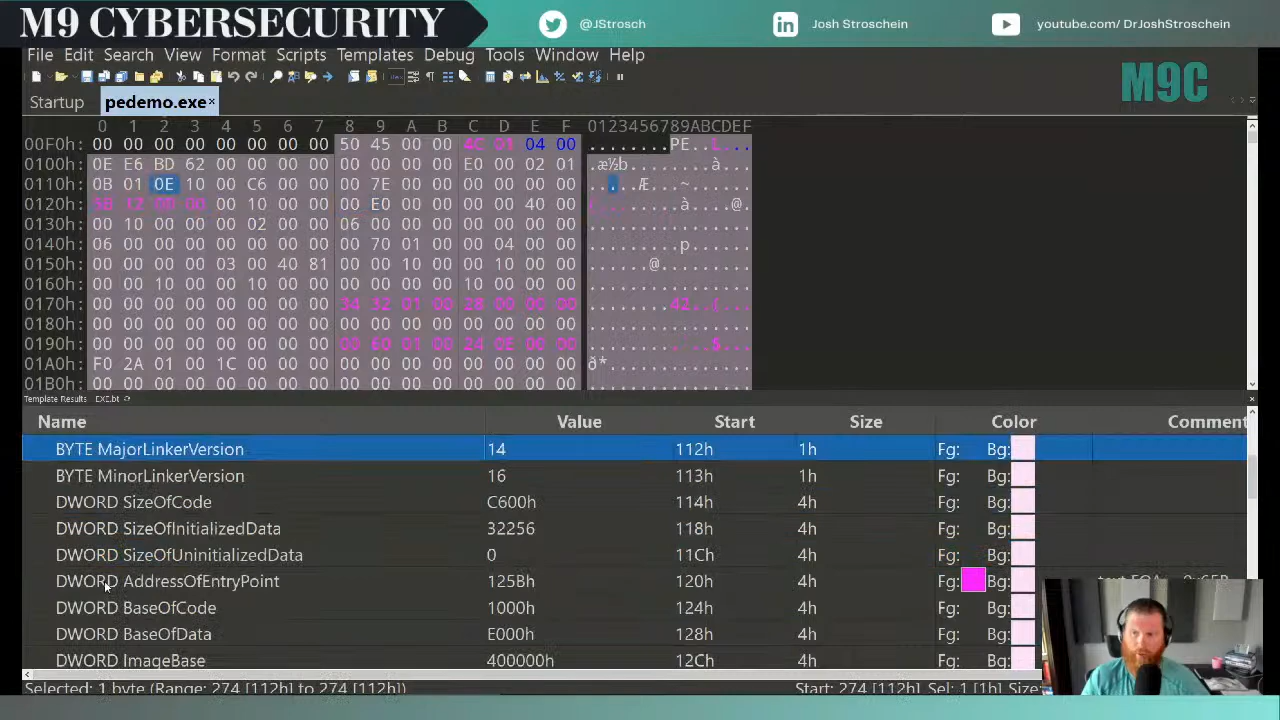 M9 CYBERSECURITY @JStrosch Josh Stroschein youtube.com/ DrJoshStroschein
File Edit Search View Format Scripts Templates Debug Tools Window Help
M9C
Startup pedemo.exe
0 1 2 3 4 5 6 7 8 9 A B C D E F 0123456789ABCDEF
00F0h: 00 00 00 00 00 00 00 00 50 45 00 00 4C 01 04 00 ........PE..L...
0100h: 0E E6 BD 62 00 00 00 00 00 00 00 00 E0 00 02 01 .æ½b........à...
0110h: 0B 01 0E 10 00 C6 00 00 00 7E 00 00 00 00 00 00 .....Æ...~......
0120h: 5B 12 00 00 00 10 00 00 00 E0 00 00 00 00 40 00 [........à....@.
0130h: 00 10 00 00 00 02 00 00 06 00 00 00 00 00 00 00 ................
0140h: 06 00 00 00 00 00 00 00 00 70 01 00 00 04 00 00 .........p......
0150h: 00 00 00 00 03 00 40 81 00 00 10 00 00 10 00 00 ......@.........
0160h: 00 00 10 00 00 10 00 00 00 00 00 00 10 00 00 00 ................
0170h: 00 00 00 00 00 00 00 00 34 32 01 00 28 00 00 00 ........42..(...
0180h: 00 00 00 00 00 00 00 00 00 00 00 00 00 00 00 00 ................
0190h: 00 00 00 00 00 00 00 00 00 60 01 00 24 0E 00 00 .........`..$...
01A0h: F0 2A 01 00 1C 00 00 00 00 00 00 00 00 00 00 00 ð*..............
01B0h: 00 00 00 00 00 00 00 00 00 00 00 00 00 00 00 00 ................
Template Results EXE.bt
Name Value Start Size Color Comment
BYTE MajorLinkerVersion 14 112h 1h Fg: Bg:
BYTE MinorLinkerVersion 16 113h 1h Fg: Bg:
DWORD SizeOfCode C600h 114h 4h Fg: Bg:
DWORD SizeOfInitializedData 32256 118h 4h Fg: Bg:
DWORD SizeOfUninitializedData 0 11Ch 4h Fg: Bg:
DWORD AddressOfEntryPoint 125Bh 120h 4h Fg: Bg: .text FOA
DWORD BaseOfCode 1000h 124h 4h Fg: Bg:
DWORD BaseOfData E000h 128h 4h Fg: Bg:
DWORD ImageBase 400000h 12Ch 4h Fg: Bg:
Selected: 1 byte (Range: 274 [112h] to 274 [112h]) Start: 274 [112h] Sel: 1 [1h] Size: